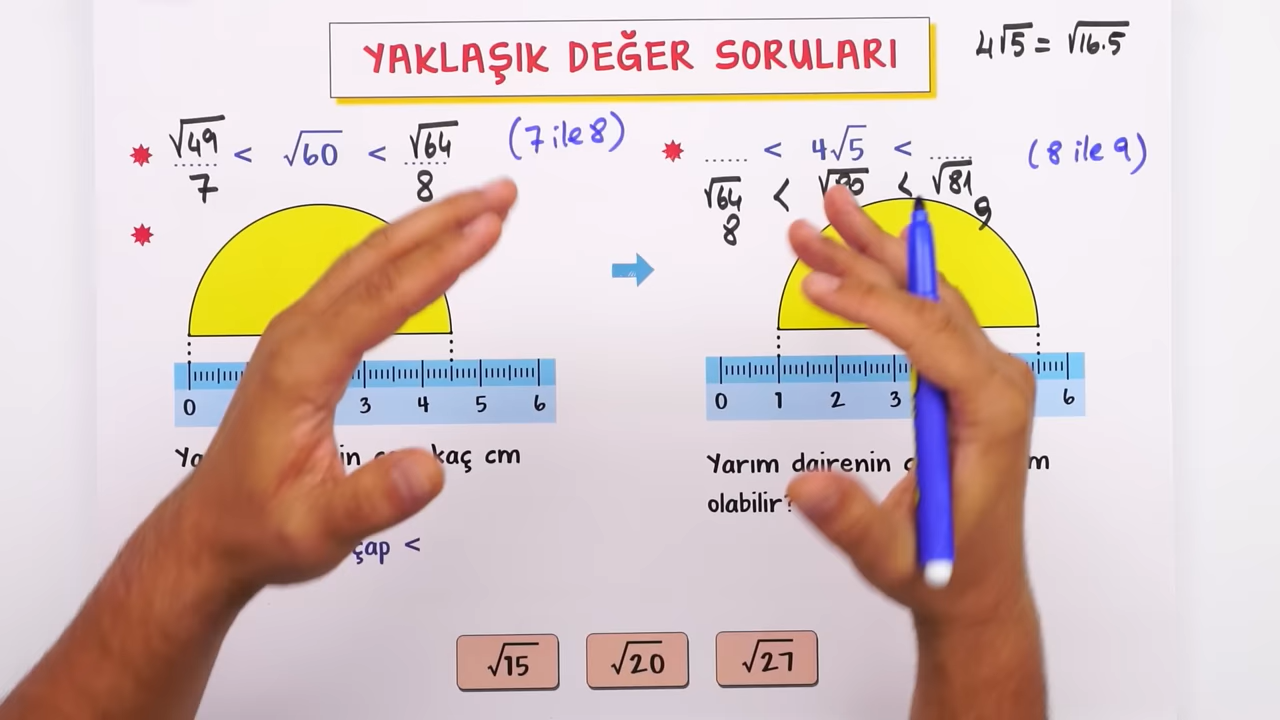 YAKLAŞIK DEĞER SORULARI
4√5 = √16.5
√49 < √60 < √64 (7 ile 8)
7 8
...... < 4√5 < ...... (8 ile 9)
√64 < √80 < √81
8 9
0 3 4 5 6
0 1 2 3 6
kaç cm
Yarım dairenin
olabilir?
çap <
√15 √20 √27